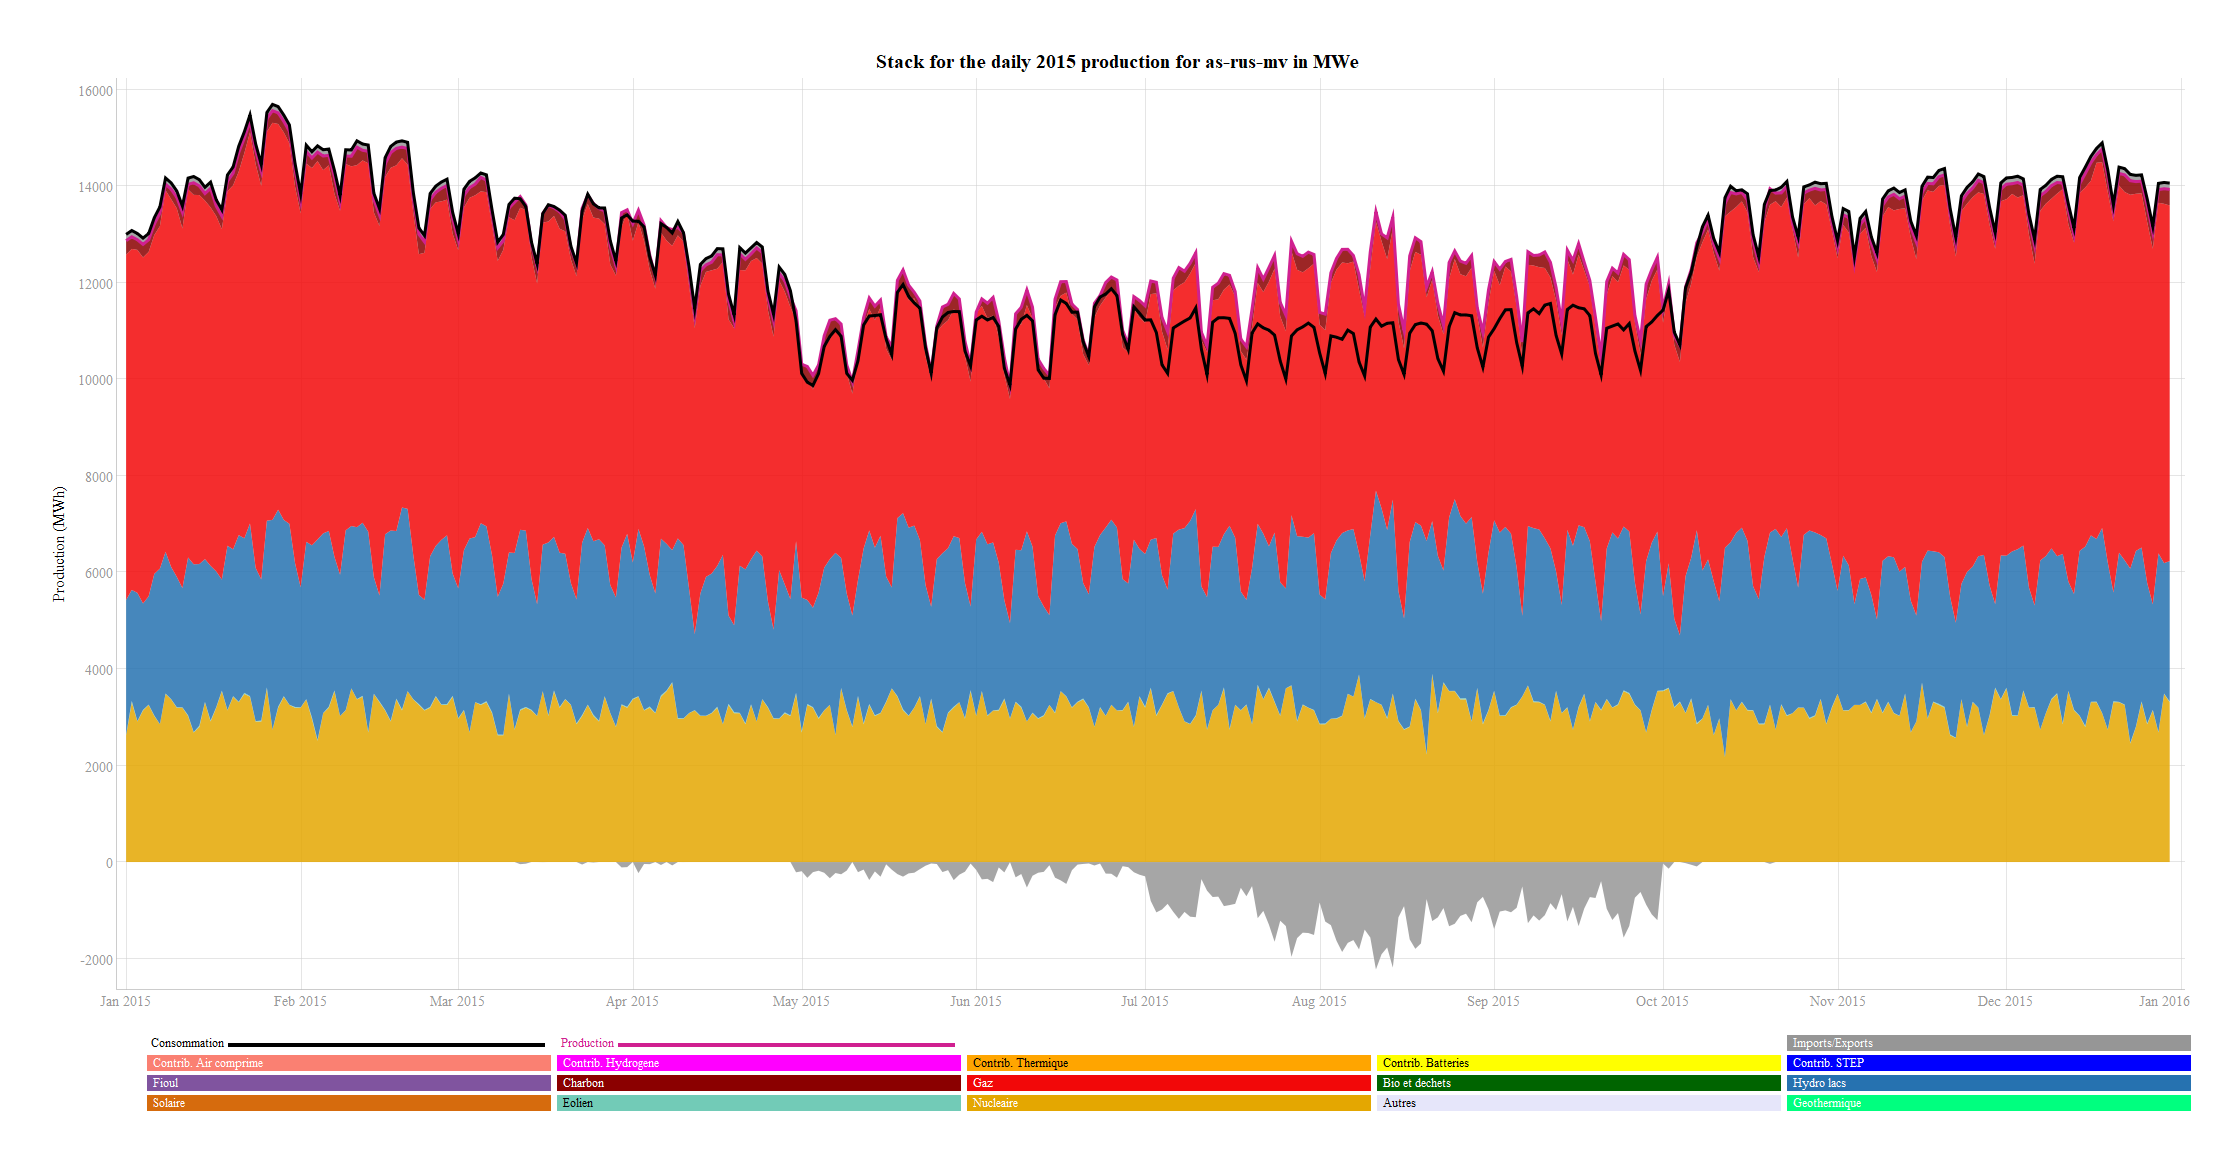 Stack for the daily 2015 production for as-rus-mv in MWe
16000
14000
12000
10000
8000
6000
4000
2000
0
-2000
Production (MWh)
Jan 2015 Feb 2015 Mar 2015 Apr 2015 May 2015 Jun 2015 Jul 2015 Aug 2015 Sep 2015 Oct 2015 Nov 2015 Dec 2015 Jan 2016
Consommation Production Imports/Exports
Contrib. Air comprime Contrib. Hydrogene Contrib. Thermique Contrib. Batteries Contrib. STEP
Fioul Charbon Gaz Bio et dechets Hydro lacs
Solaire Eolien Nucleaire Autres Geothermique